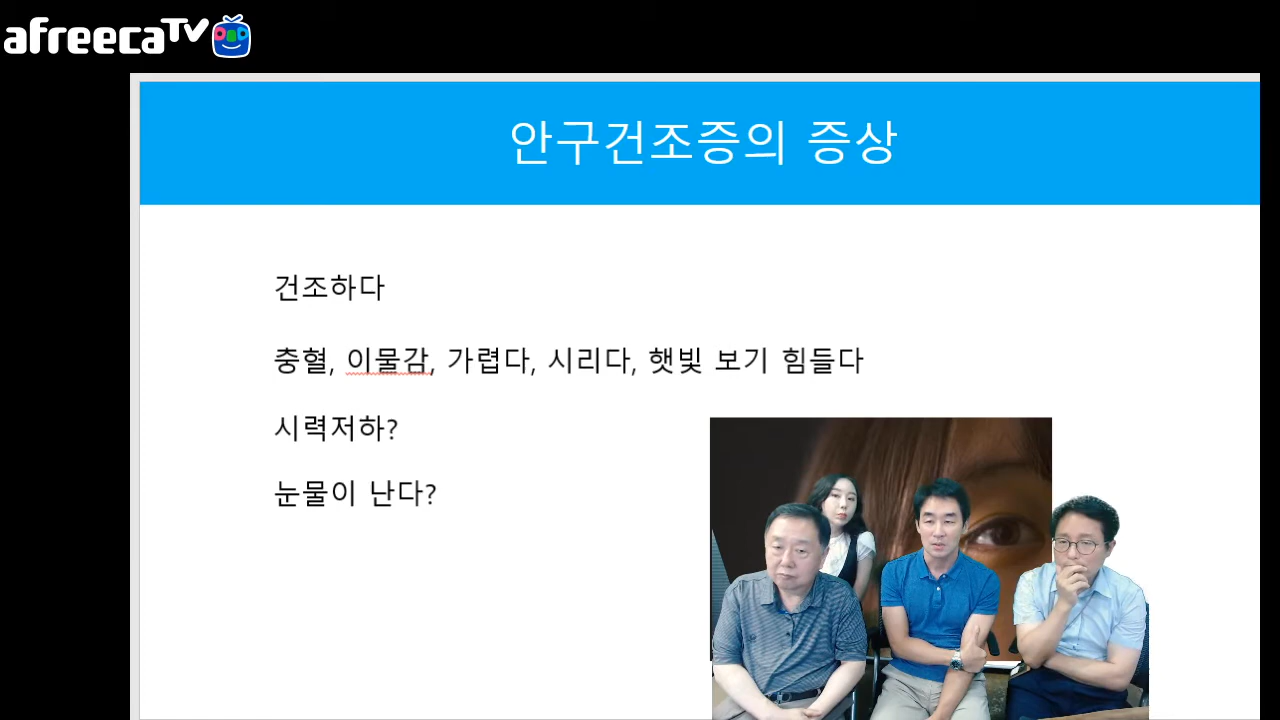 afreecaTV
안구건조증의 증상
건조하다
충혈, 이물감, 가렵다, 시리다, 햇빛 보기 힘들다
시력저하?
눈물이 난다?